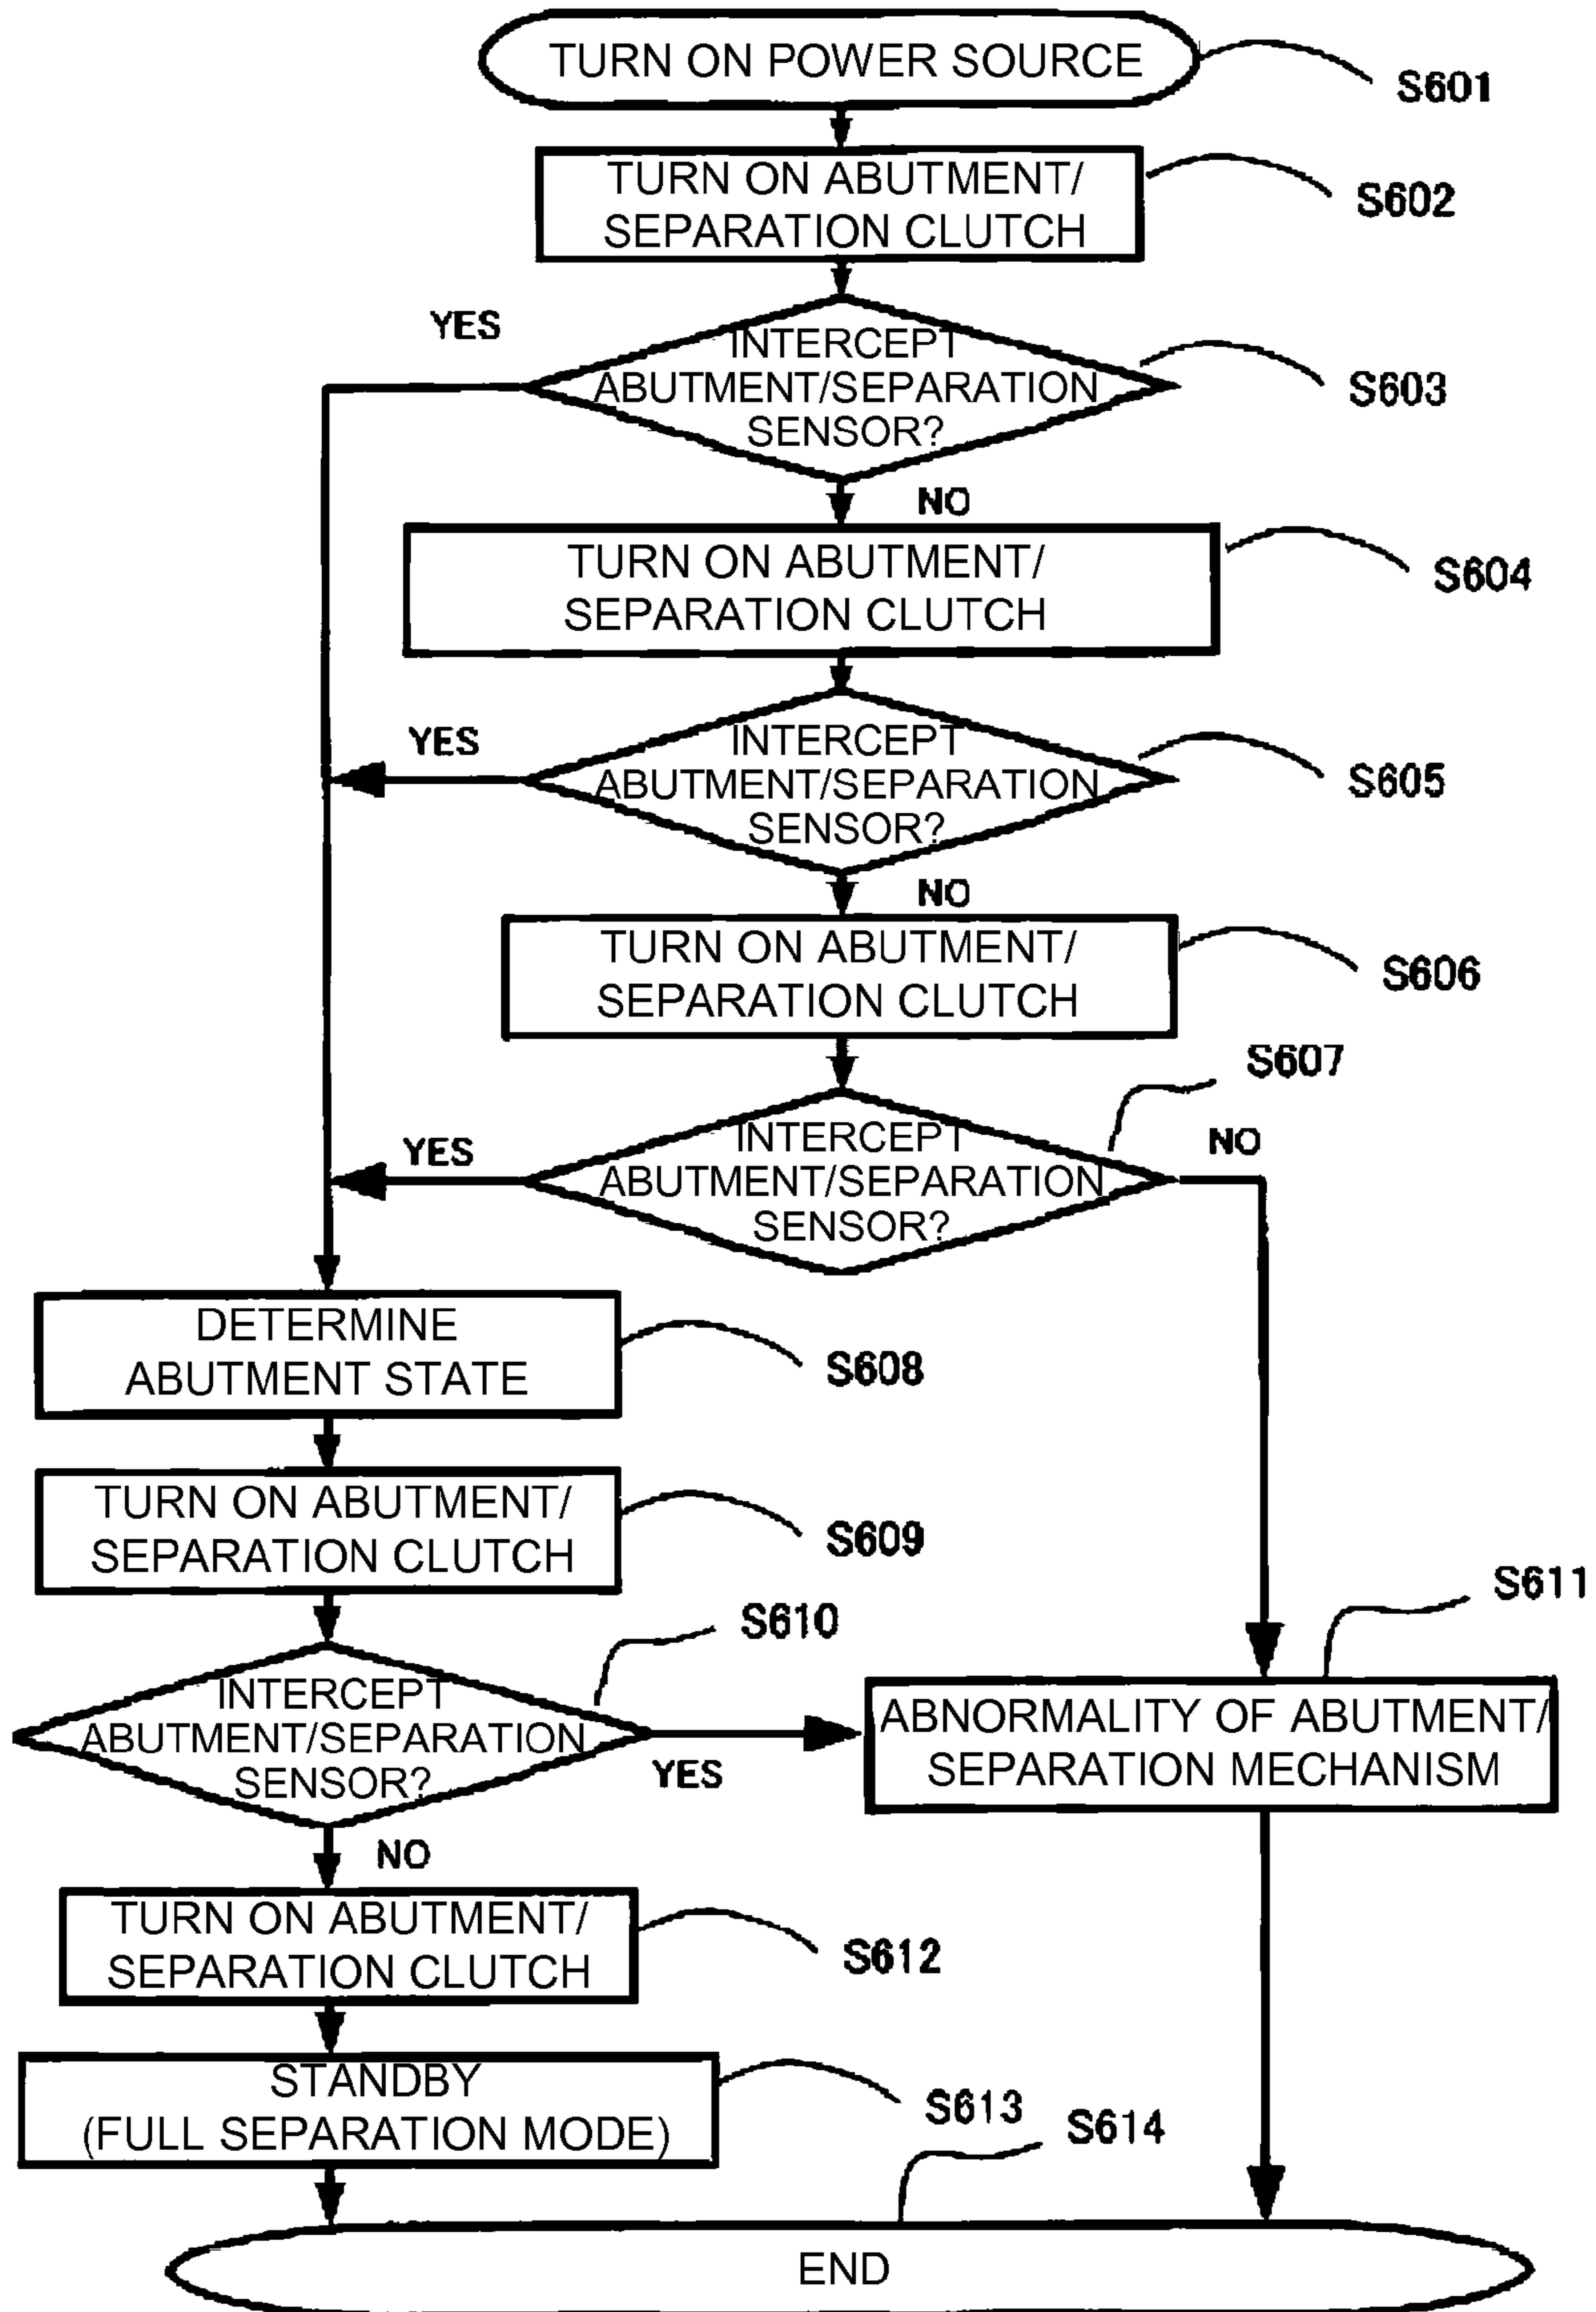 TURN ON POWER SOURCE
S601
TURN ON ABUTMENT/
SEPARATION CLUTCH
S602
YES
INTERCEPT
ABUTMENT/SEPARATION
SENSOR?
S603
NO
TURN ON ABUTMENT/
SEPARATION CLUTCH
S604
YES
INTERCEPT
ABUTMENT/SEPARATION
SENSOR?
S605
NO
TURN ON ABUTMENT/
SEPARATION CLUTCH
S606
S607
YES
INTERCEPT
ABUTMENT/SEPARATION
SENSOR?
NO
DETERMINE
ABUTMENT STATE
S608
TURN ON ABUTMENT/
SEPARATION CLUTCH
S609
S610
INTERCEPT
ABUTMENT/SEPARATION
SENSOR?
YES
S611
ABNORMALITY OF ABUTMENT/
SEPARATION MECHANISM
NO
TURN ON ABUTMENT/
SEPARATION CLUTCH
S612
STANDBY
(FULL SEPARATION MODE)
S613
S614
END